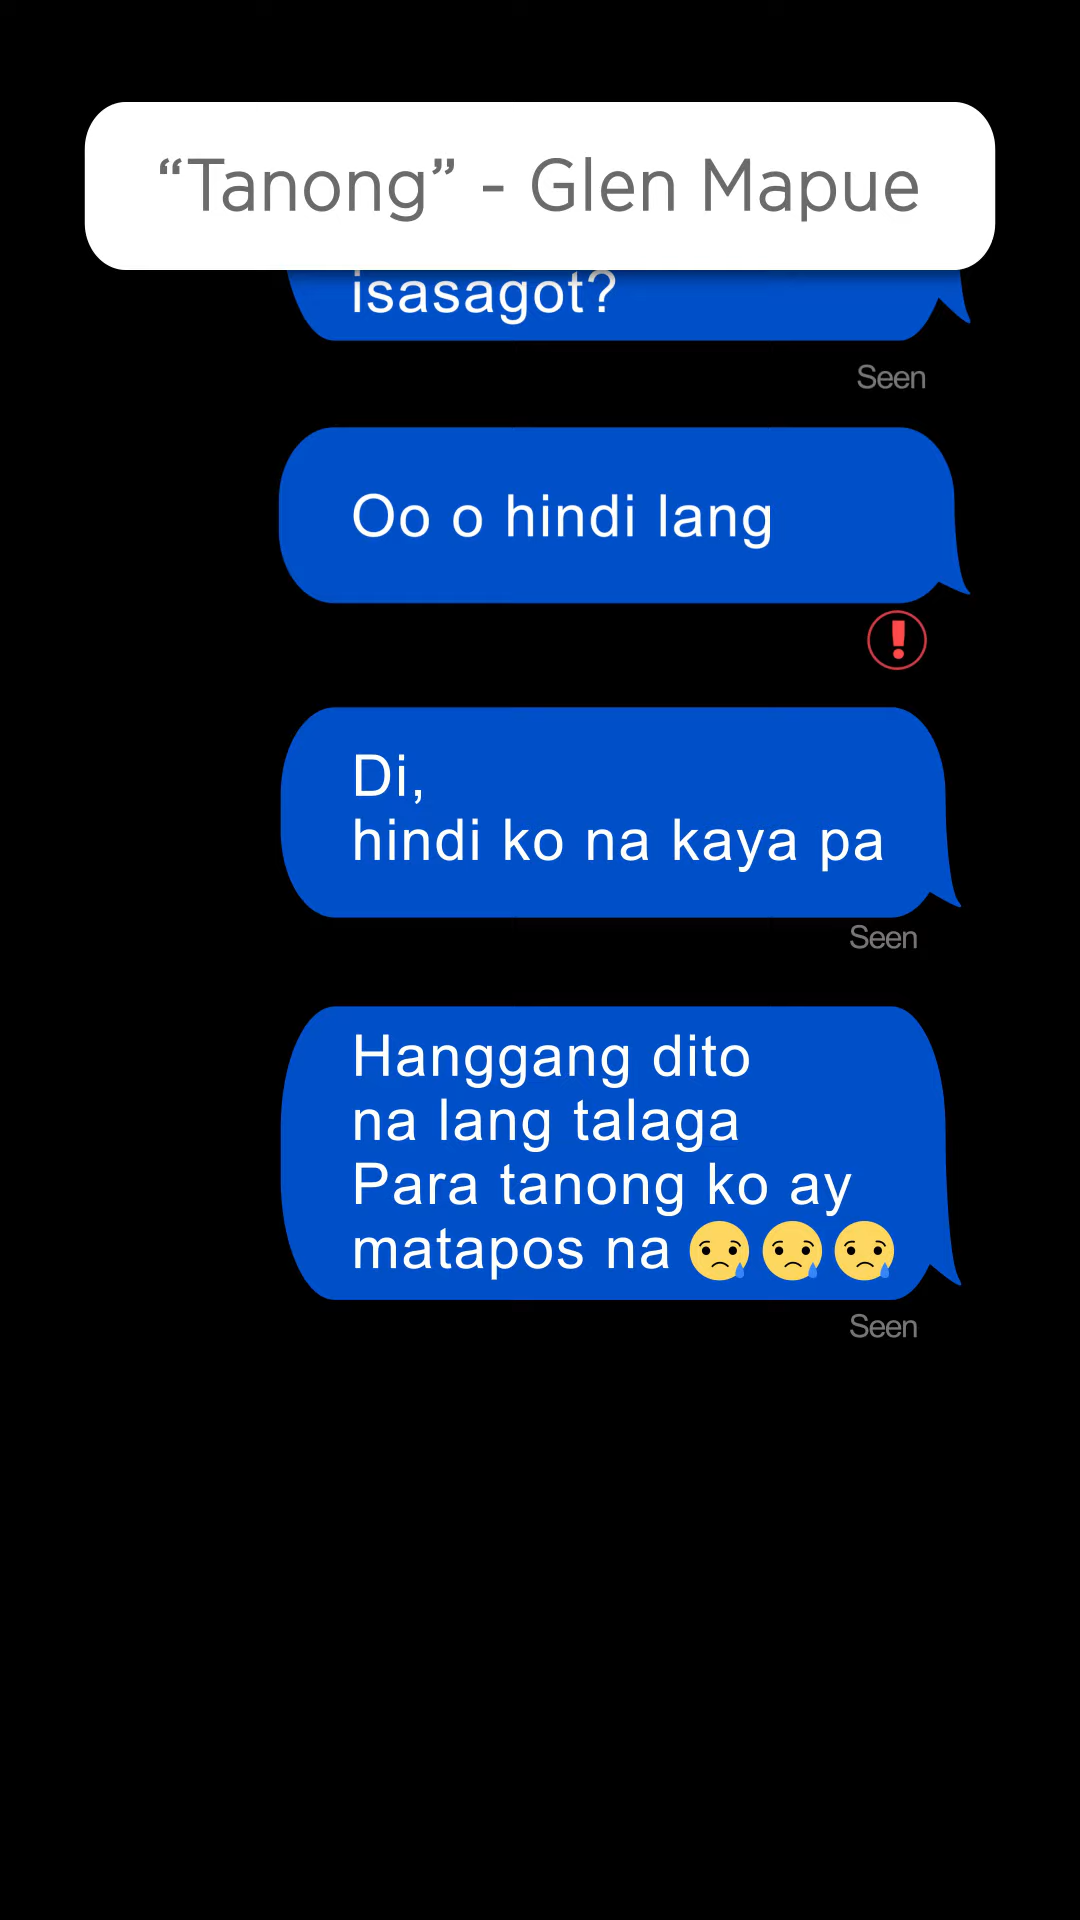 “Tanong” - Glen Mapue
isasagot?
Seen
Oo o hindi lang
Di,
hindi ko na kaya pa
Seen
Hanggang dito
na lang talaga
Para tanong ko ay
matapos na 😢😢😢
Seen